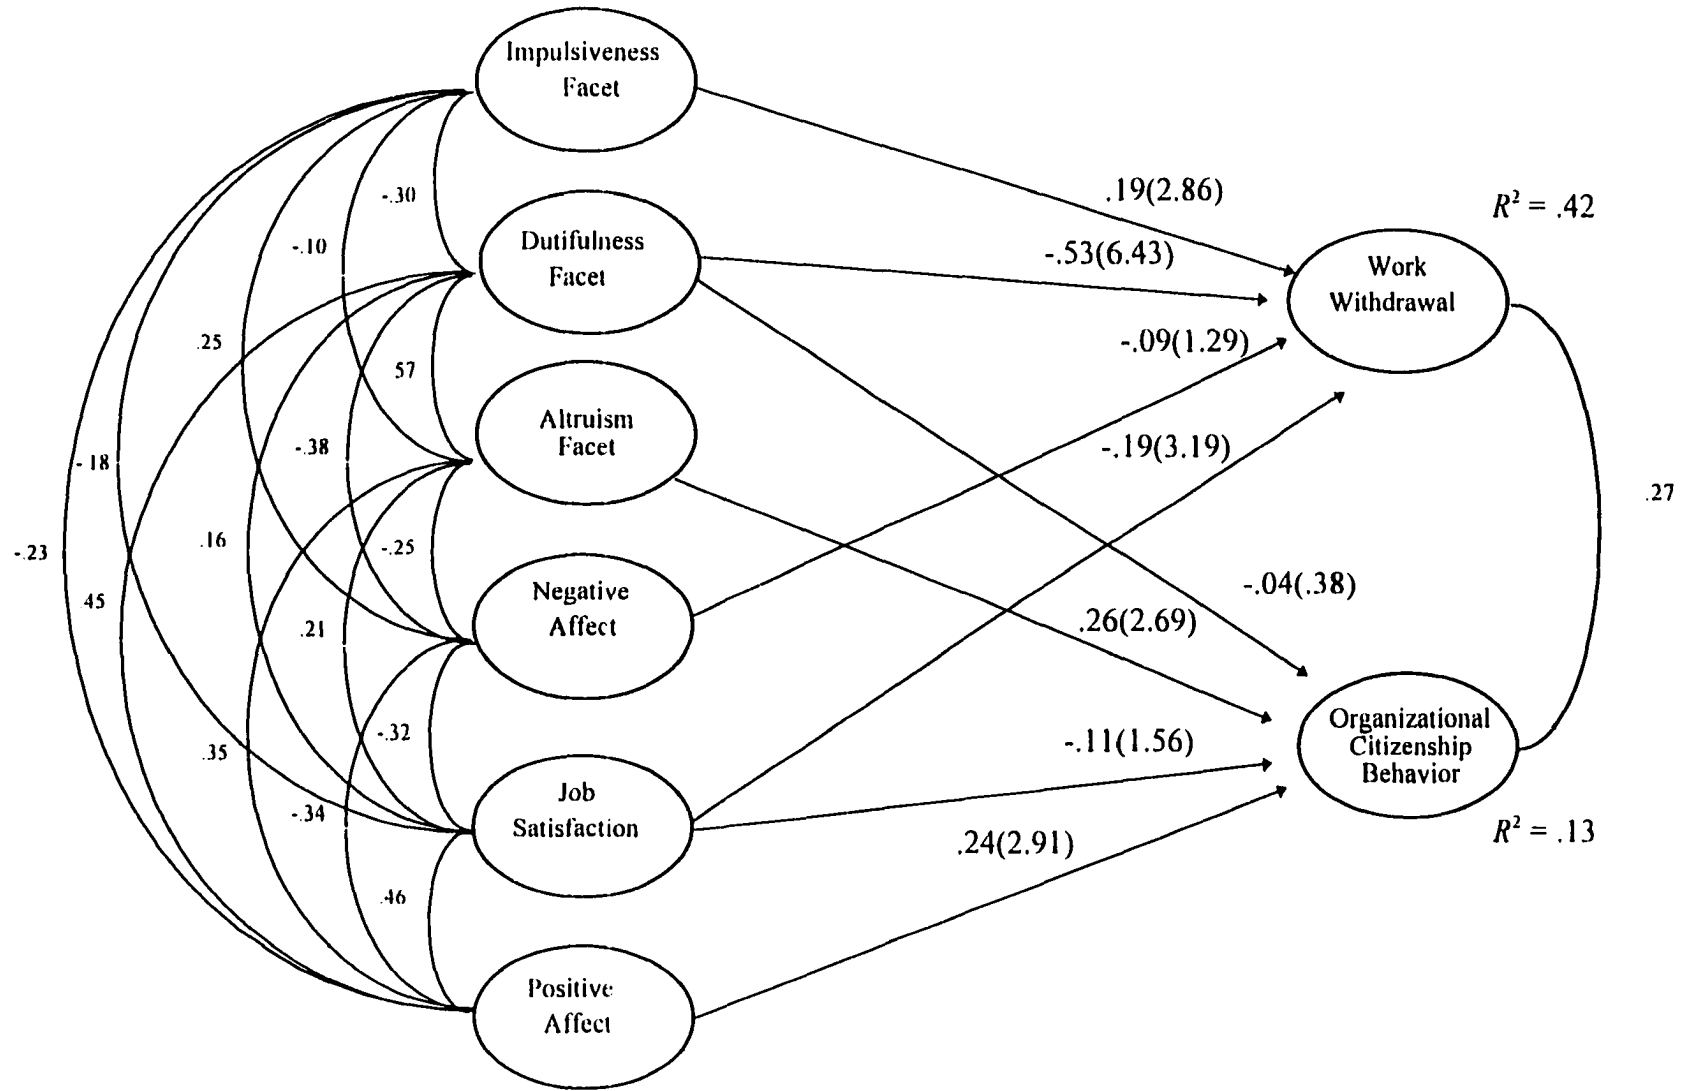 Impulsiveness
Facet
-.30
.19(2.86)
R² = .42
-.10
Dutifulness
Facet
-.53(6.43)
Work
Withdrawal
.25
-.09(1.29)
57
Altruism
Facet
-.38
-.19(3.19)
-.18
.27
.16
-.25
-.23
Negative
Affect
-.04(.38)
45
.21
.26(2.69)
Organizational
Citizenship
Behavior
-.32
-.11(1.56)
.35
Job
Satisfaction
-.34
.24(2.91)
R² = .13
.46
Positive
Affect